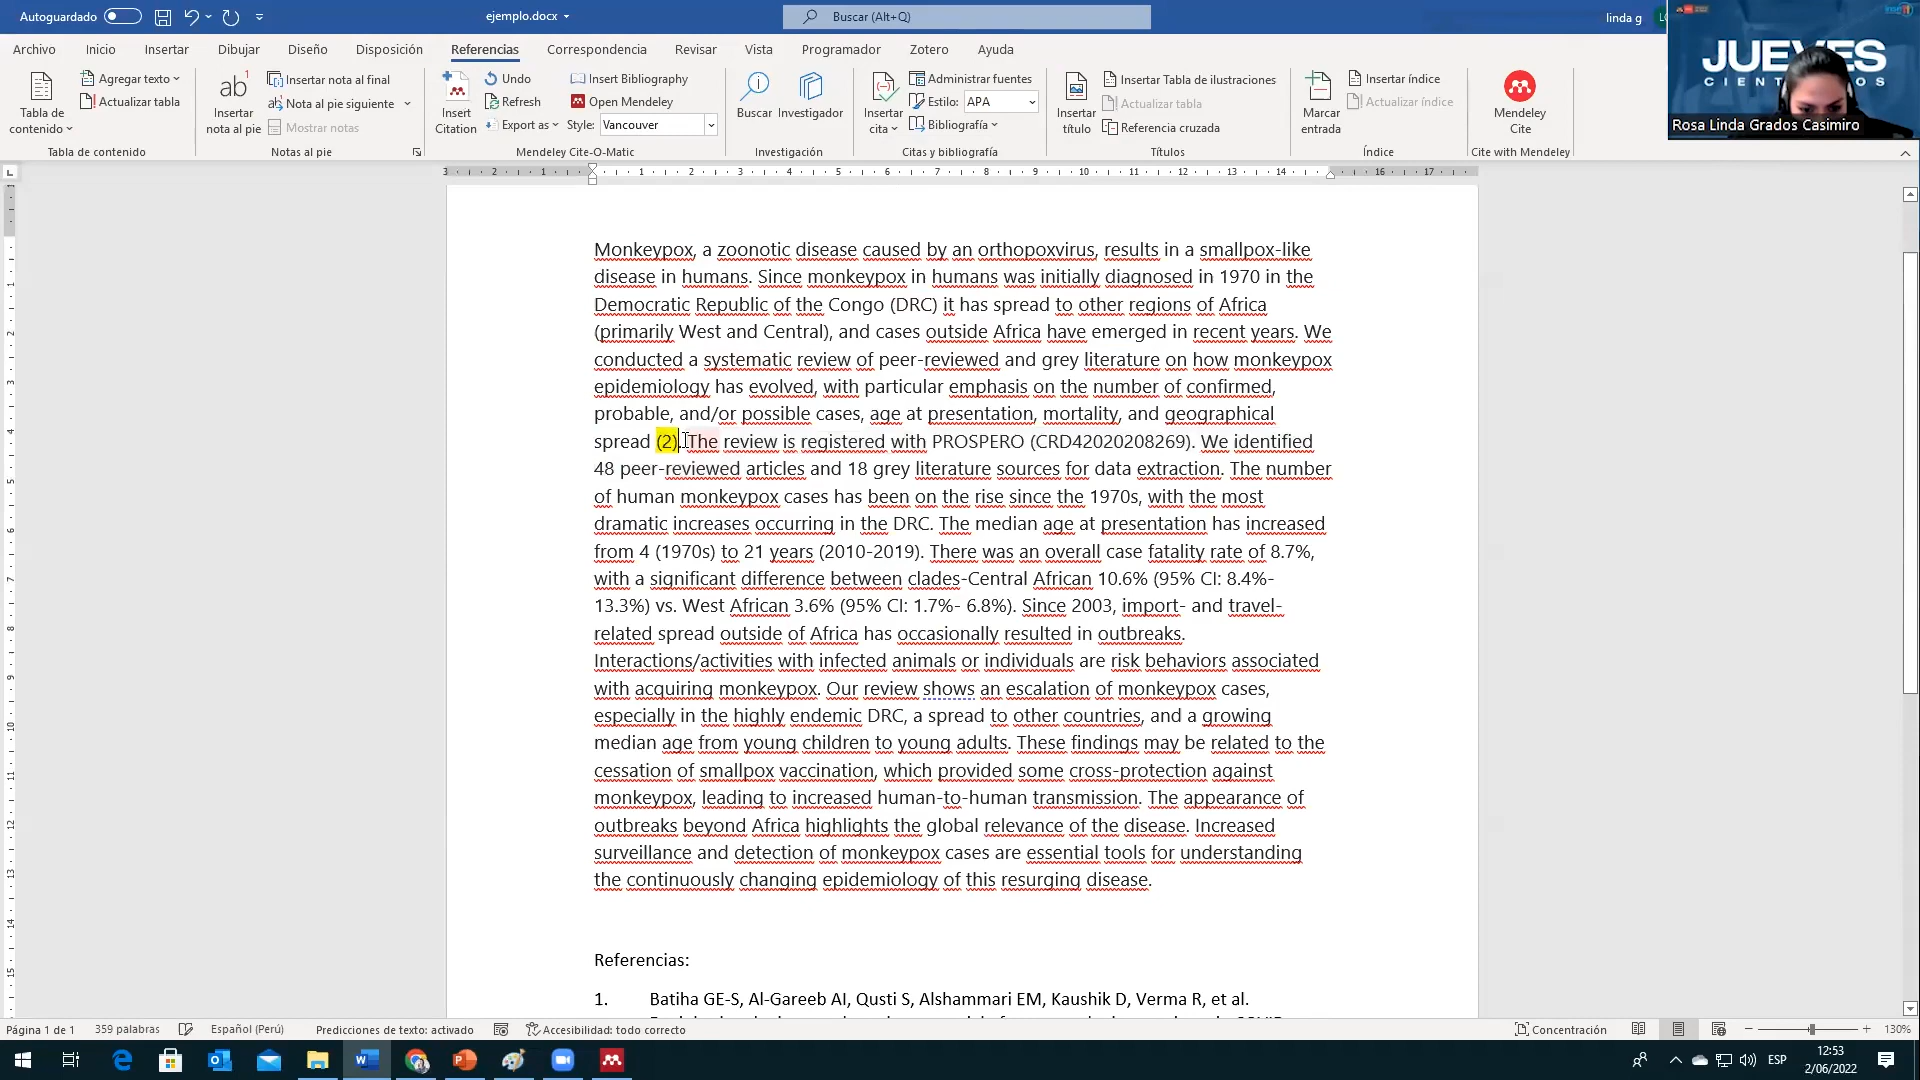 Autoguardado
ejemplo.docx
Buscar (Alt+Q)
linda g
Archivo Inicio Insertar Dibujar Diseño Disposición Referencias Correspondencia Revisar Vista Programador Zotero Ayuda
Tabla de contenido
Agregar texto
Actualizar tabla
Tabla de contenido
ab
Insertar nota al pie
Insertar nota al final
Nota al pie siguiente
Mostrar notas
Notas al pie
Insert Citation
Undo
Refresh
Export as
Insert Bibliography
Open Mendeley
Style: Vancouver
Mendeley Cite-O-Matic
Buscar
Investigador
Investigación
Insertar cita
Administrar fuentes
Estilo: APA
Bibliografía
Citas y bibliografía
Insertar título
Insertar Tabla de ilustraciones
Actualizar tabla
Referencia cruzada
Títulos
Marcar entrada
Insertar índice
Actualizar índice
Índice
Mendeley Cite
Cite with Mendeley
JUEVES
Rosa Linda Grados Casimiro
3 2 1 1 2 3 4 5 6 7 8 9 10 11 12 13 14 16 17
Monkeypox, a zoonotic disease caused by an orthopoxvirus, results in a smallpox-like
disease in humans. Since monkeypox in humans was initially diagnosed in 1970 in the
Democratic Republic of the Congo (DRC) it has spread to other regions of Africa
(primarily West and Central), and cases outside Africa have emerged in recent years. We
conducted a systematic review of peer-reviewed and grey literature on how monkeypox
epidemiology has evolved, with particular emphasis on the number of confirmed,
probable, and/or possible cases, age at presentation, mortality, and geographical
spread (2). The review is registered with PROSPERO (CRD42020208269). We identified
48 peer-reviewed articles and 18 grey literature sources for data extraction. The number
of human monkeypox cases has been on the rise since the 1970s, with the most
dramatic increases occurring in the DRC. The median age at presentation has increased
from 4 (1970s) to 21 years (2010-2019). There was an overall case fatality rate of 8.7%,
with a significant difference between clades-Central African 10.6% (95% CI: 8.4%-
13.3%) vs. West African 3.6% (95% CI: 1.7%- 6.8%). Since 2003, import- and travel-
related spread outside of Africa has occasionally resulted in outbreaks.
Interactions/activities with infected animals or individuals are risk behaviors associated
with acquiring monkeypox. Our review shows an escalation of monkeypox cases,
especially in the highly endemic DRC, a spread to other countries, and a growing
median age from young children to young adults. These findings may be related to the
cessation of smallpox vaccination, which provided some cross-protection against
monkeypox, leading to increased human-to-human transmission. The appearance of
outbreaks beyond Africa highlights the global relevance of the disease. Increased
surveillance and detection of monkeypox cases are essential tools for understanding
the continuously changing epidemiology of this resurging disease.
Referencias:
1. Batiha GE-S, Al-Gareeb AI, Qusti S, Alshammari EM, Kaushik D, Verma R, et al.
Página 1 de 1
359 palabras
Español (Perú)
Predicciones de texto: activado
Accesibilidad: todo correcto
Concentración
130%
ESP
12:53
2/06/2022